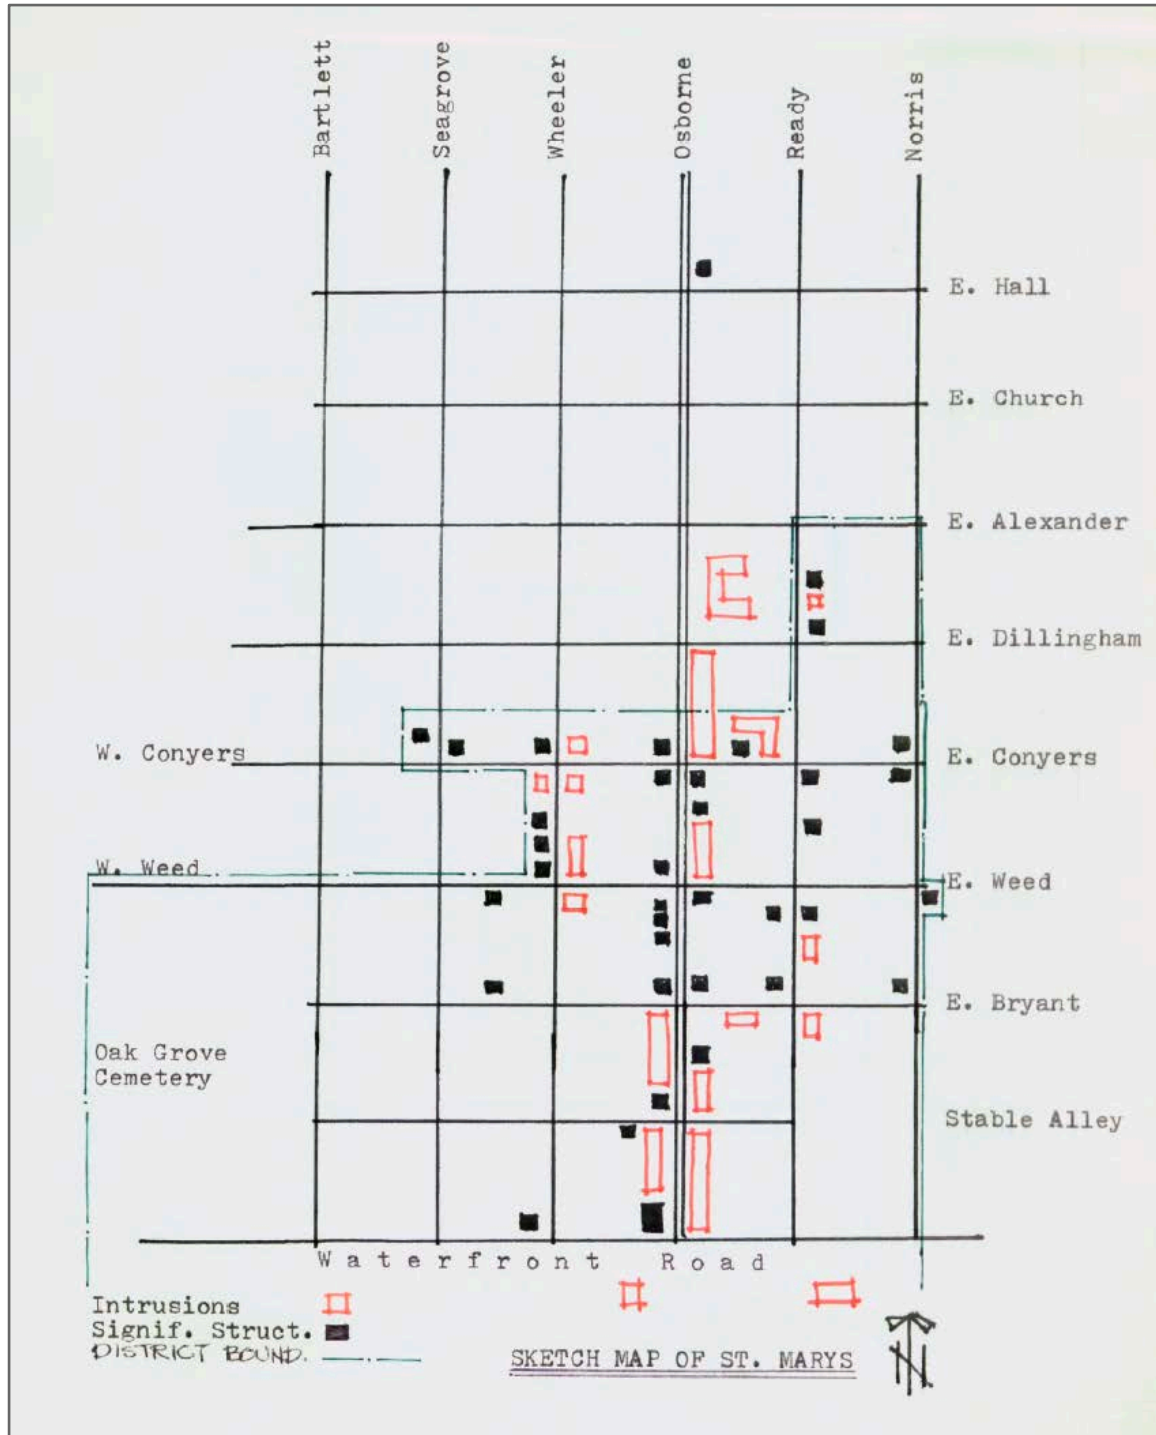 Bartlett
Seagrove
Wheeler
Osborne
Ready
Norris
E. Hall
E. Church
E. Alexander
E. Dillingham
W. Conyers
E. Conyers
W. Weed
E. Weed
E. Bryant
Oak Grove
Cemetery
Stable Alley
Waterfront Road
Intrusions
Signif. Struct.
DISTRICT BOUND.
SKETCH MAP OF ST. MARYS
N